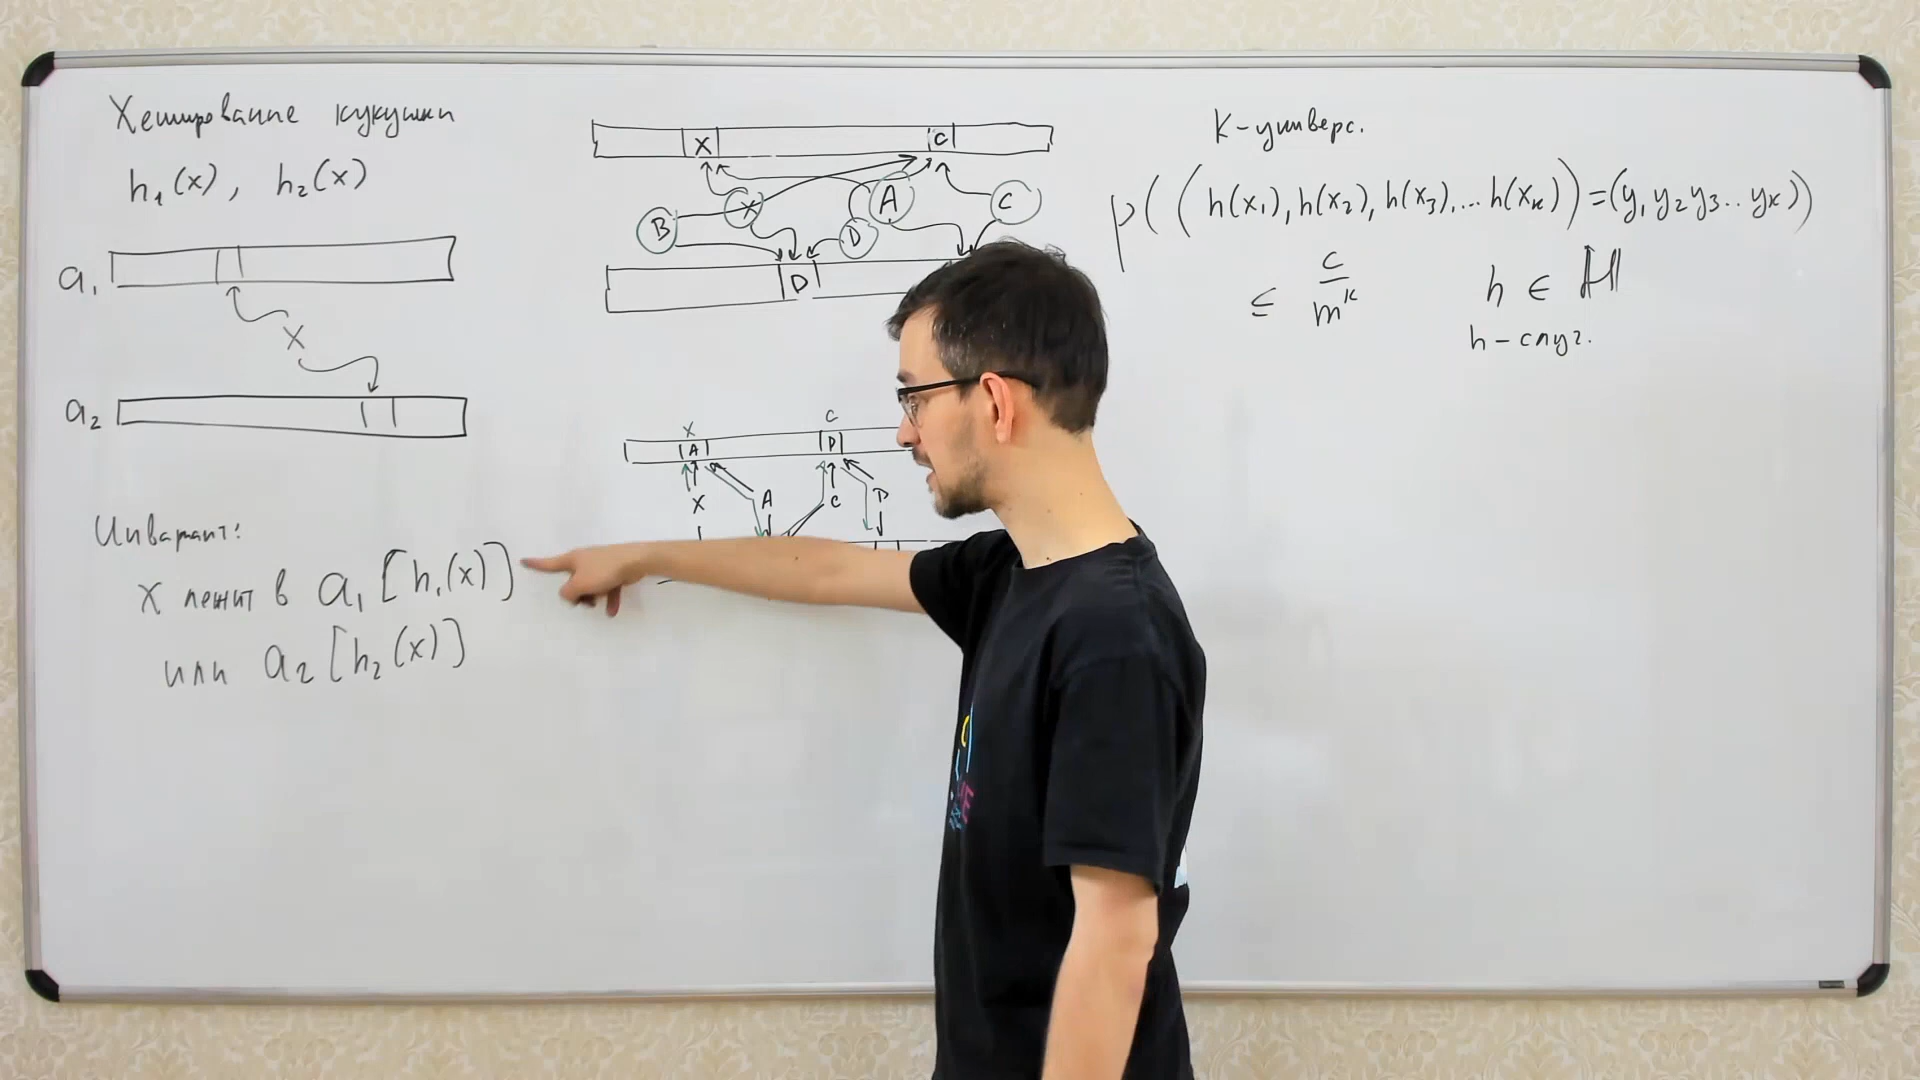 Хеширование кукушки
h₁(x), h₂(x)
a₁
x
a₂
Инвариант:
x лежит в a₁[h₁(x)]
или a₂[h₂(x)]
X C
B X A C
D
D
X C
A D
X A C D
K-универс.
p((h(x₁), h(x₂), h(x₃), ... h(xₖ)) = (y₁ y₂ y₃ .. yₖ))
≤ c/mᵏ h ∈ H
h - случ.